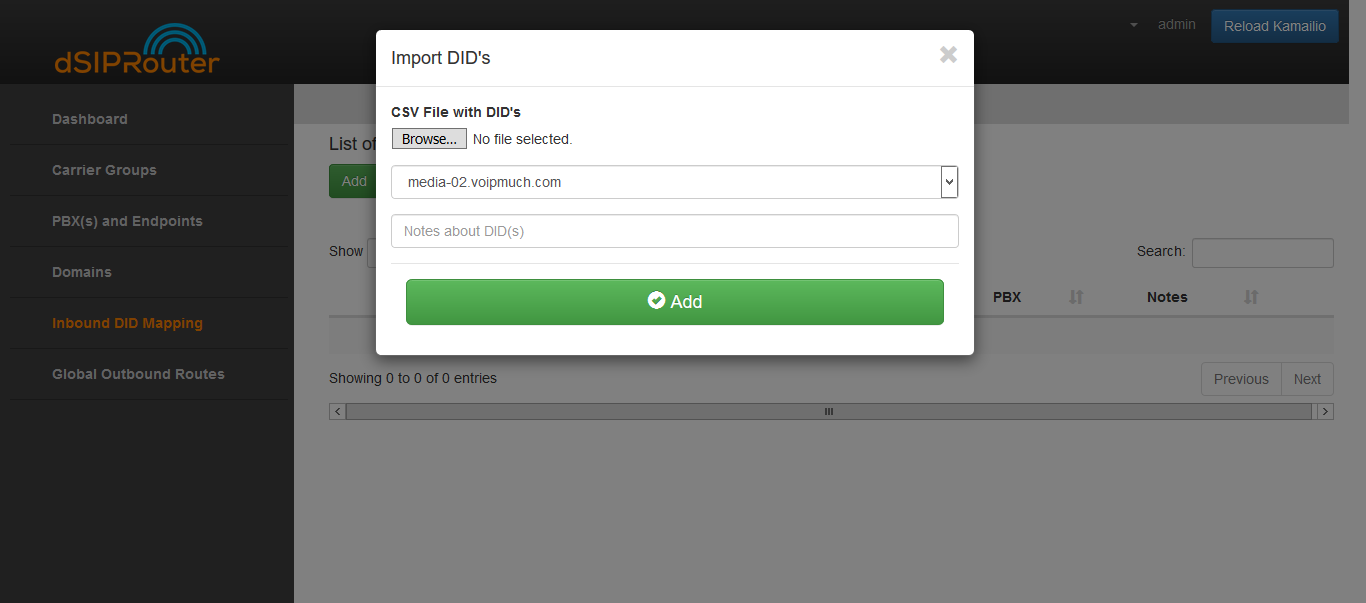 dSIPRouter
admin
Reload Kamailio
Import DID's
Dashboard
Carrier Groups
PBX(s) and Endpoints
Domains
Inbound DID Mapping
Global Outbound Routes
CSV File with DID's
Browse... No file selected.
media-02.voipmuch.com
Notes about DID(s)
Add
List of
Add
Show
Search:
PBX
Notes
Showing 0 to 0 of 0 entries
Previous
Next